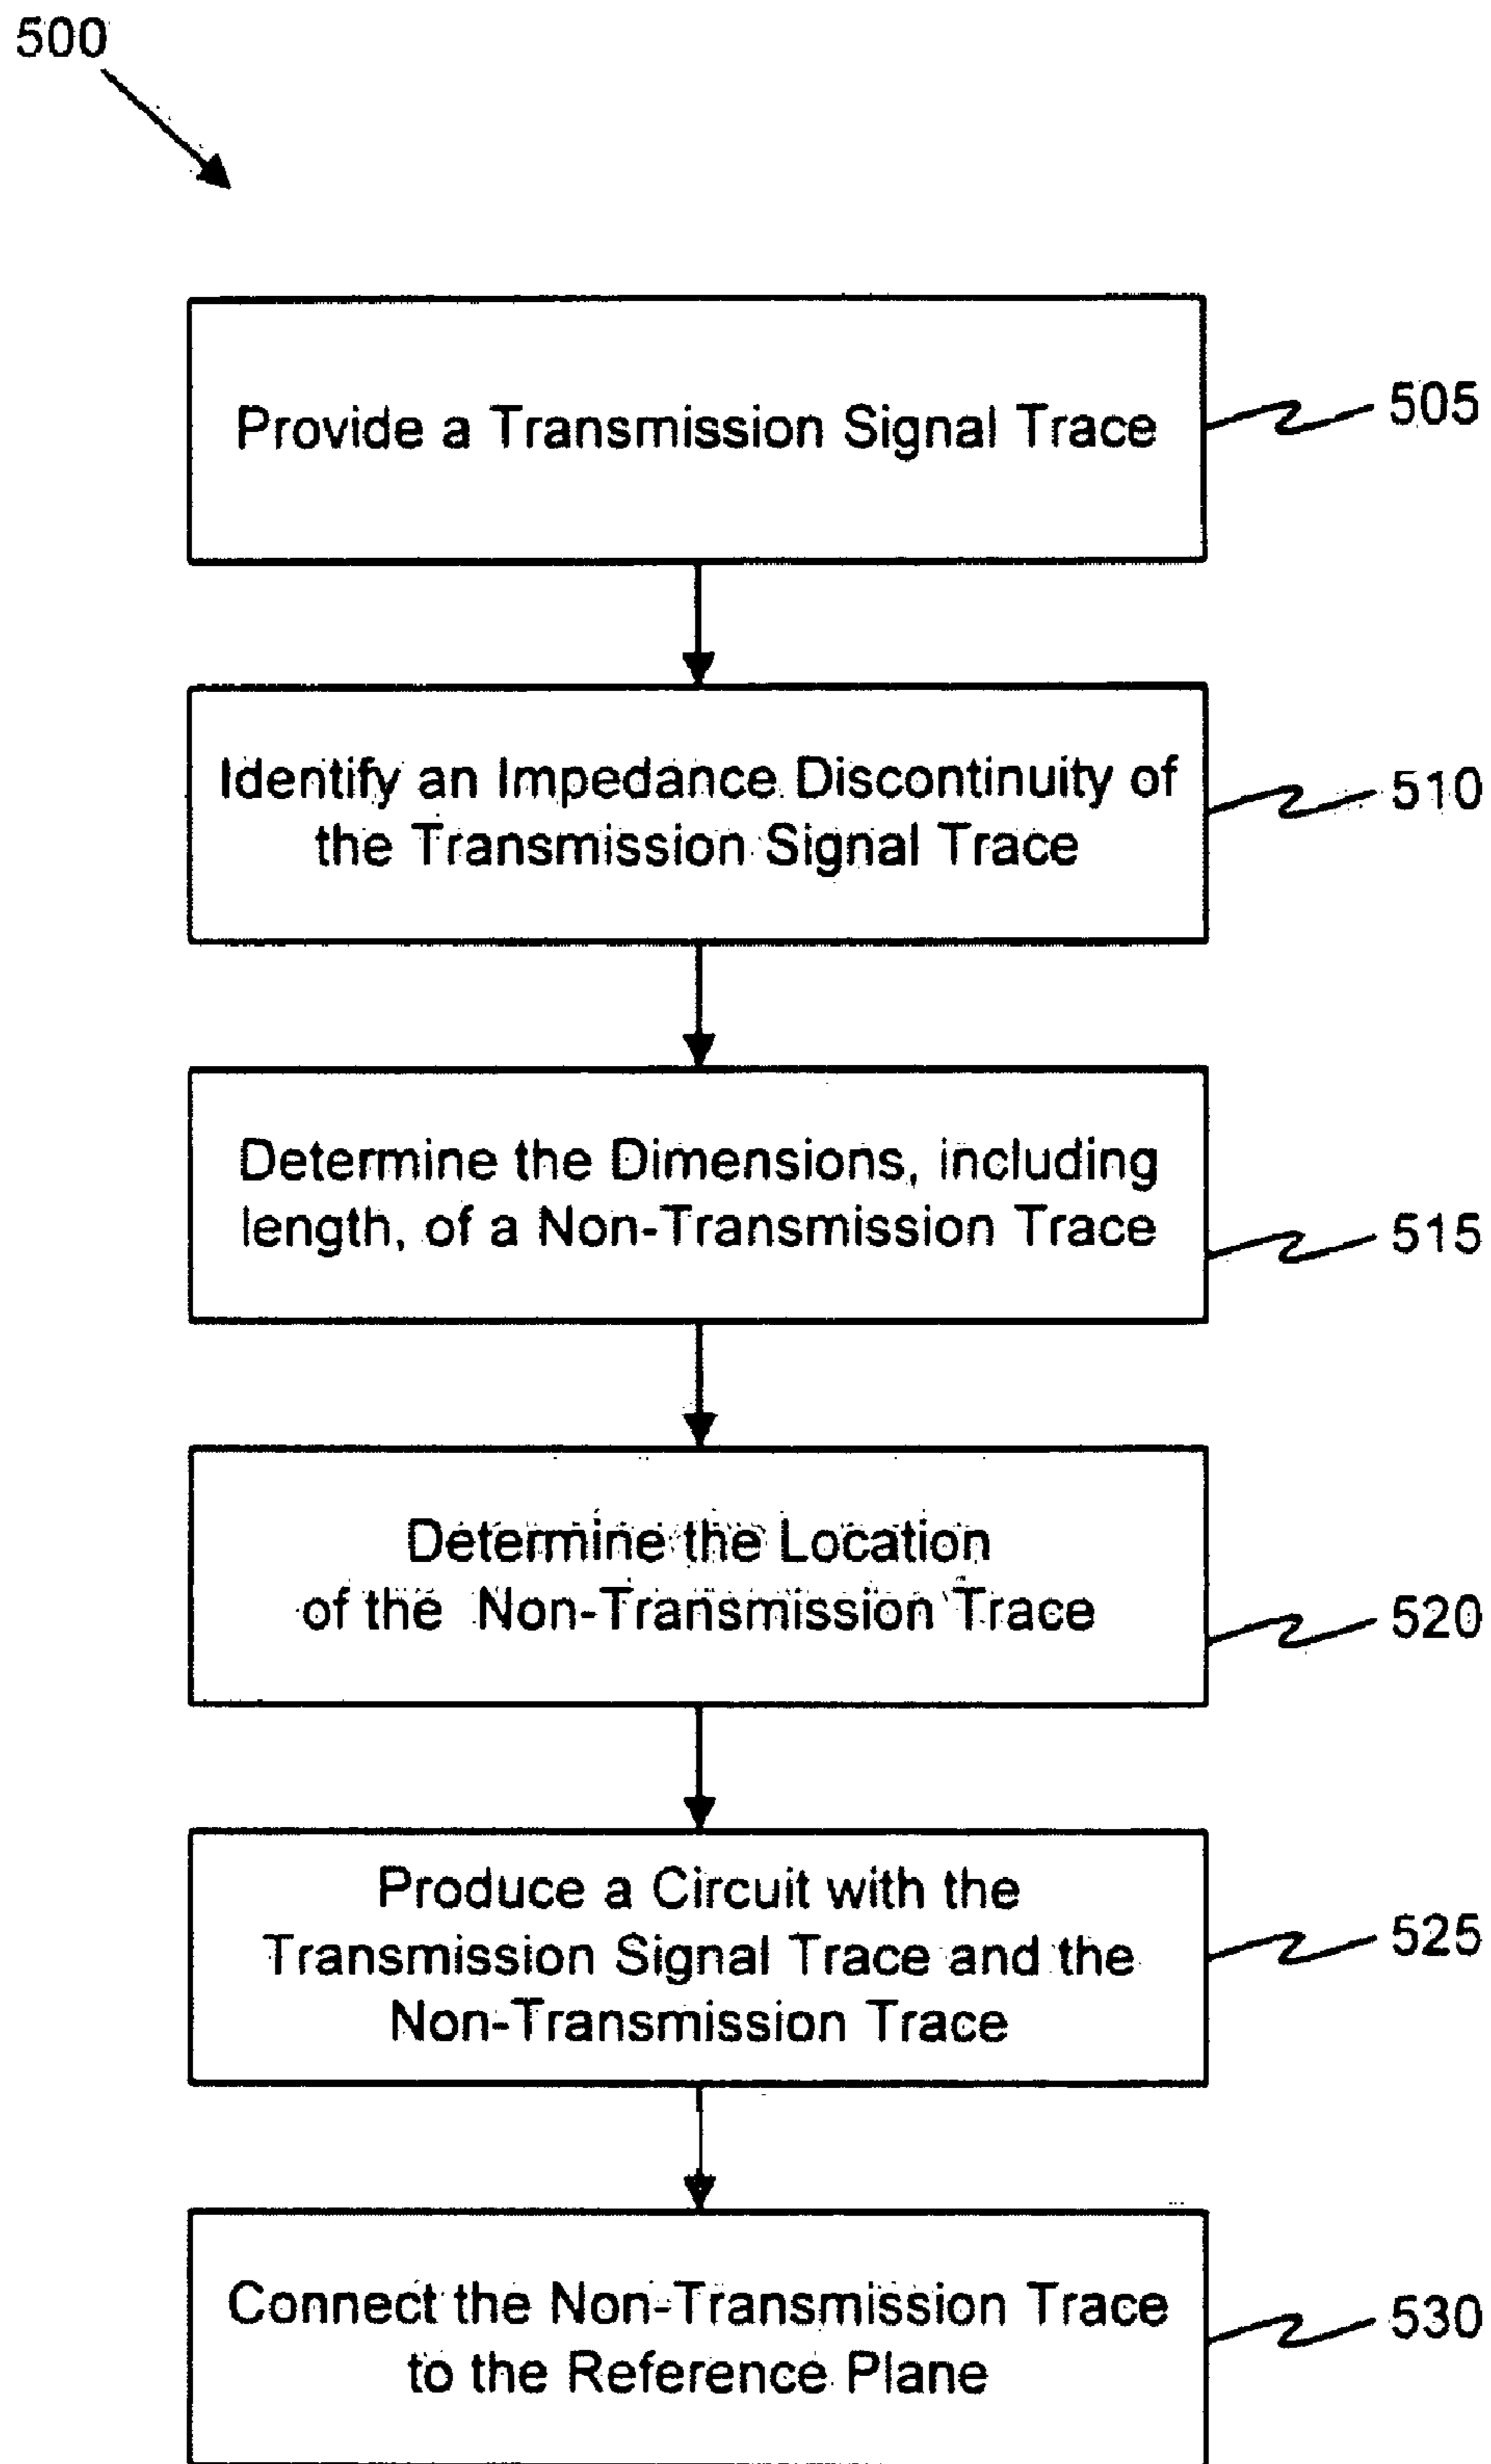 500
Provide a Transmission Signal Trace
505
Identify an Impedance Discontinuity of
the Transmission Signal Trace
510
Determine the Dimensions, including
length, of a Non-Transmission Trace
515
Determine the Location
of the Non-Transmission Trace
520
Produce a Circuit with the
Transmission Signal Trace and the
Non-Transmission Trace
525
Connect the Non-Transmission Trace
to the Reference Plane
530